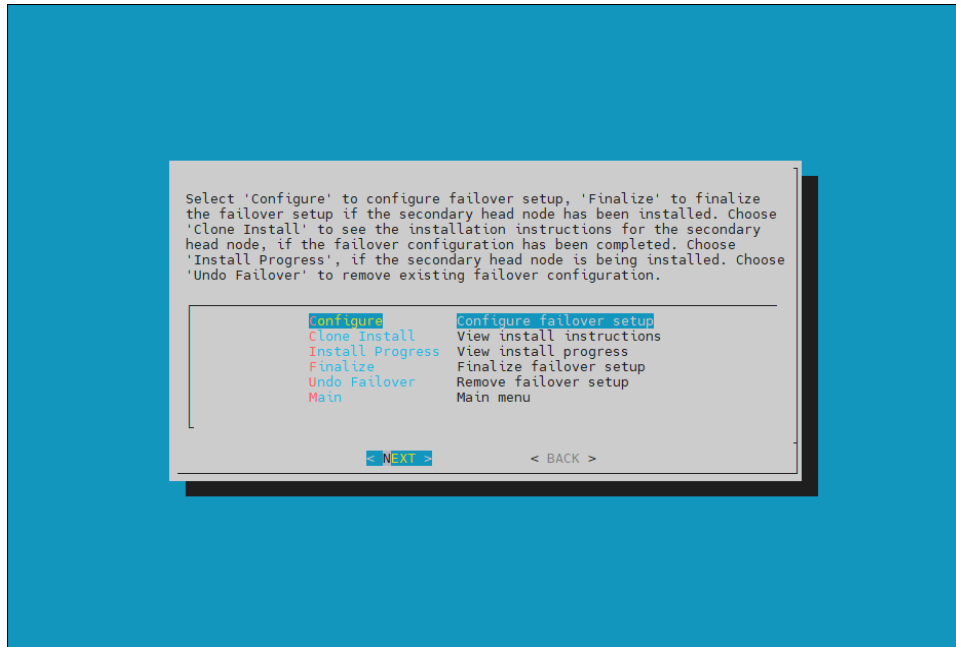 Select 'Configure' to configure failover setup, 'Finalize' to finalize
the failover setup if the secondary head node has been installed. Choose
'Clone Install' to see the installation instructions for the secondary
head node, if the failover configuration has been completed. Choose
'Install Progress', if the secondary head node is being installed. Choose
'Undo Failover' to remove existing failover configuration.
Configure Configure failover setup
Clone Install View install instructions
Install Progress View install progress
Finalize Finalize failover setup
Undo Failover Remove failover setup
Main Main menu
< NEXT > < BACK >